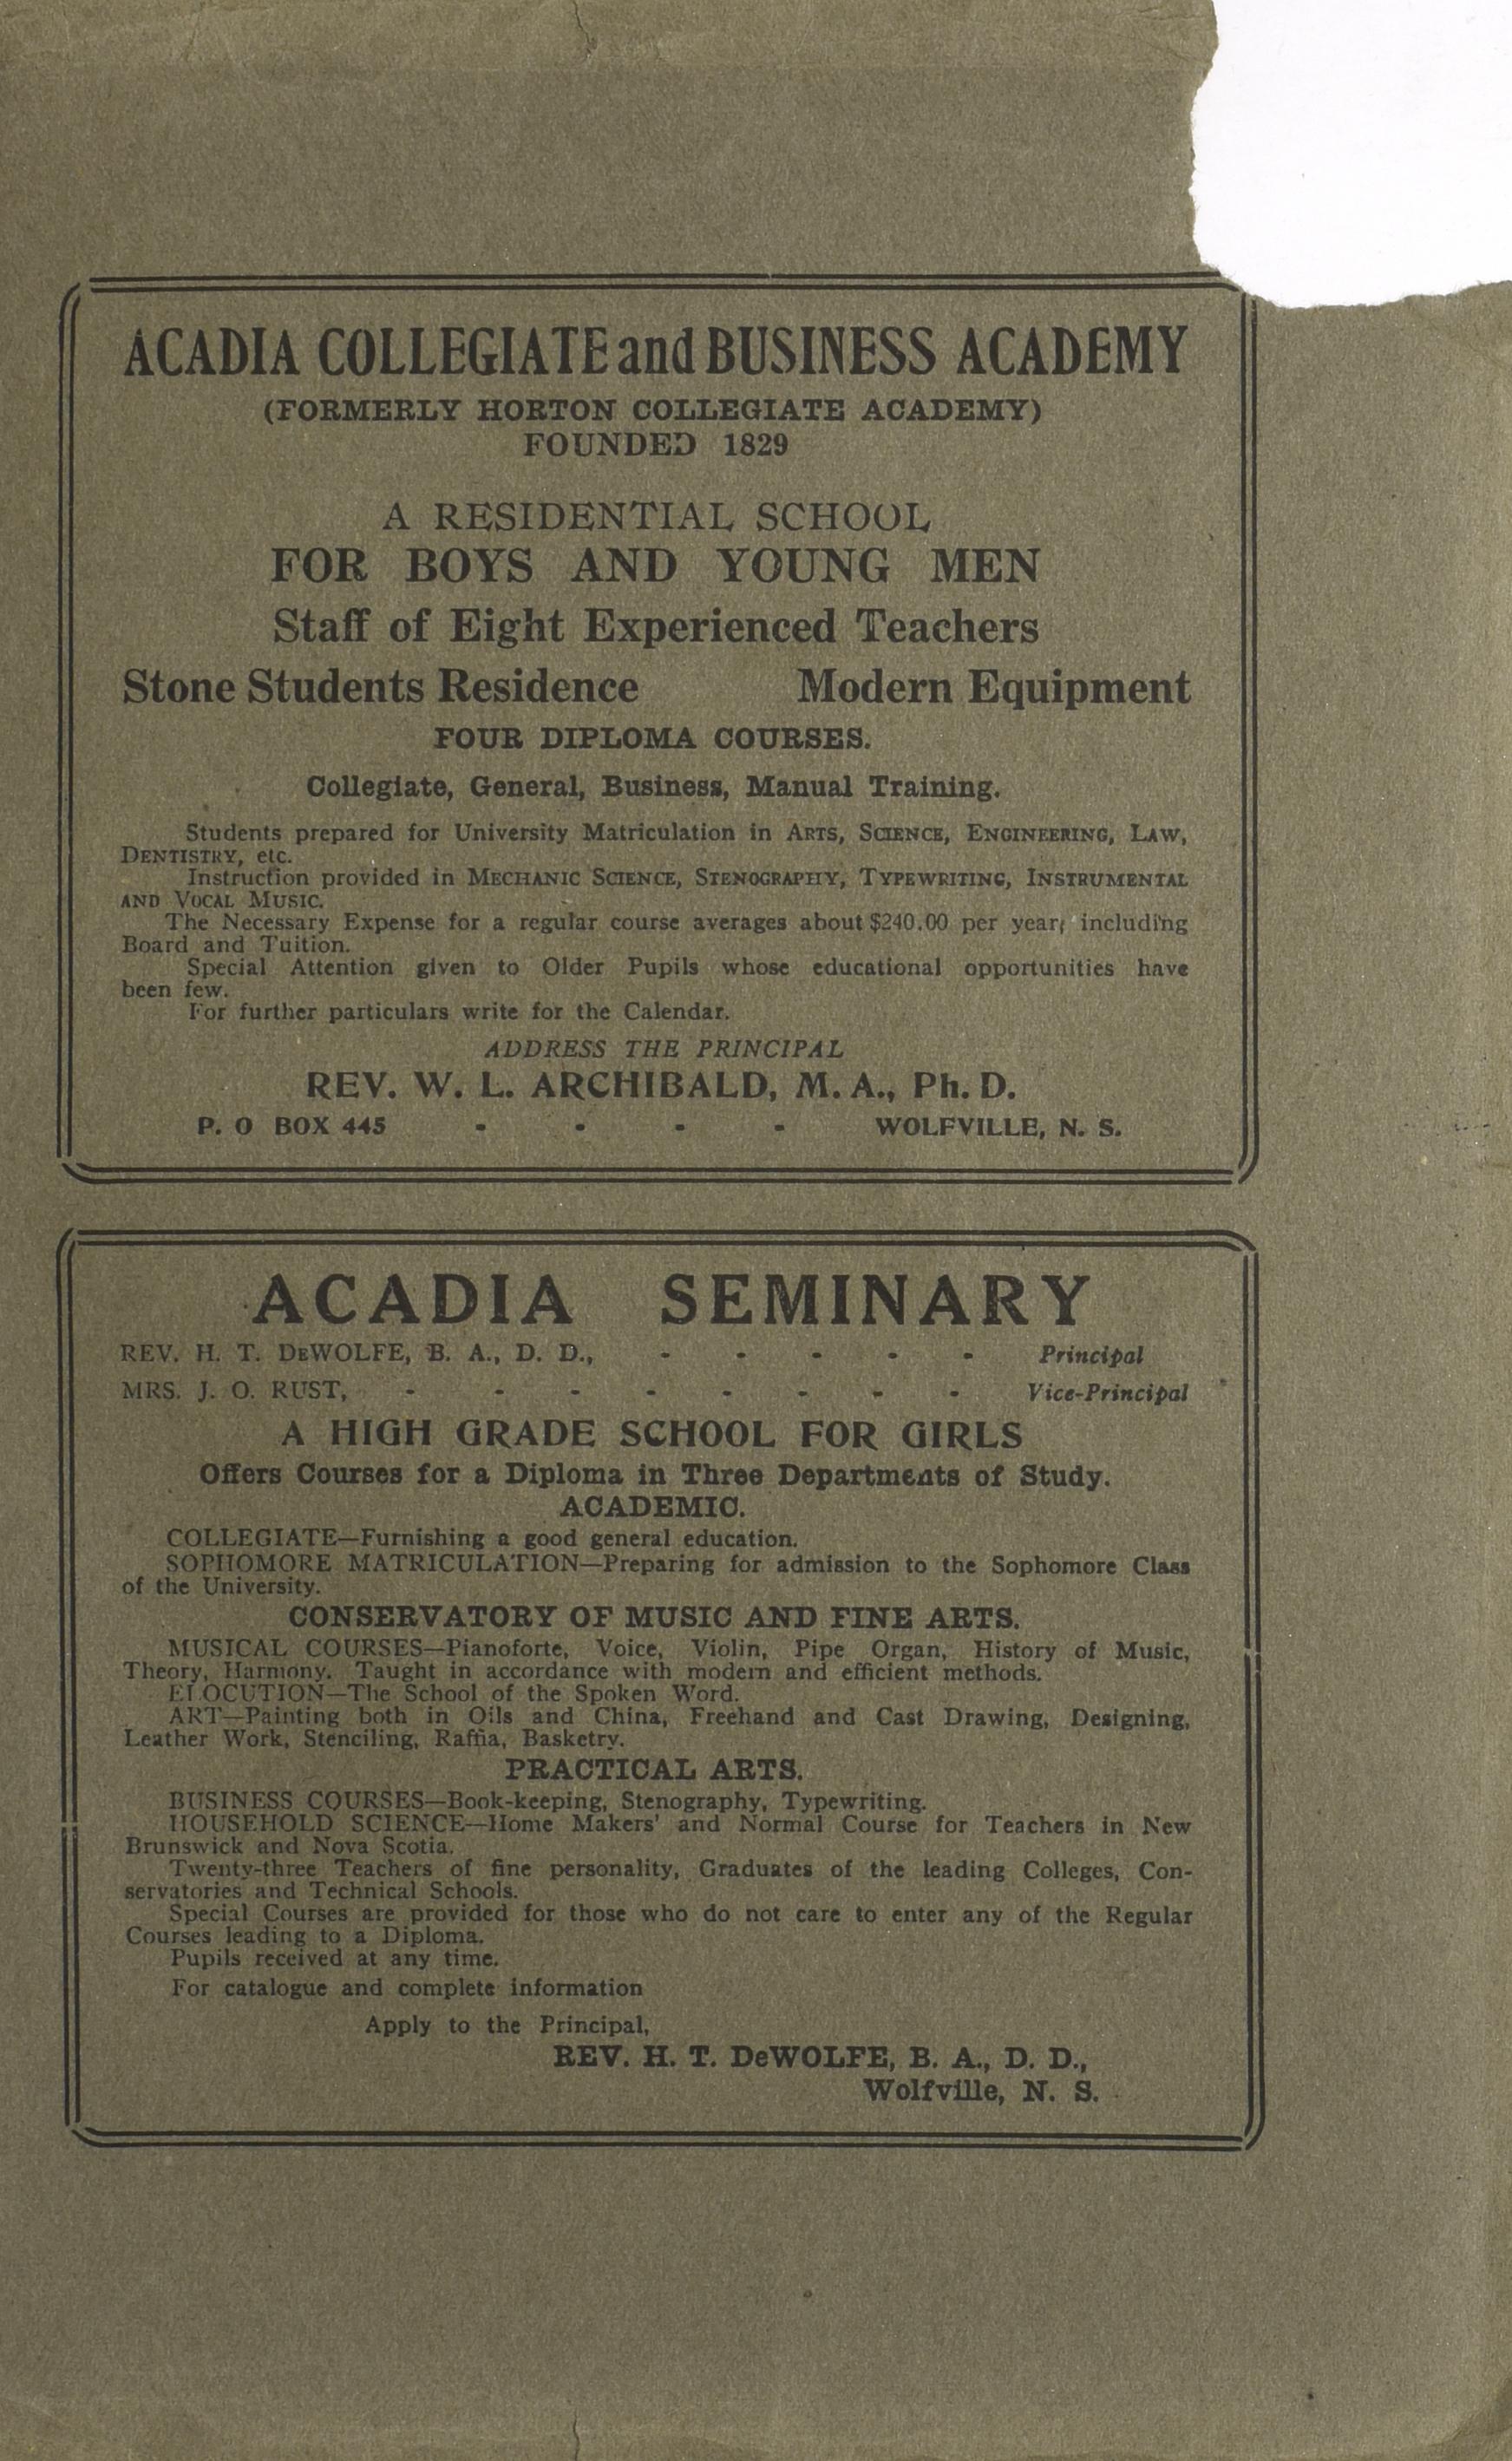 ACADIA COLLEGIATE and BUSINESS ACADEMY
(FORMERLY HORTON COLLEGIATE ACADEMY)
FOUNDED 1829
A RESIDENTIAL SCHOOL
FOR BOYS AND YOUNG MEN
Staff of Eight Experienced Teachers
Stone Students Residence Modern Equipment
FOUR DIPLOMA COURSES.
Collegiate, General, Business, Manual Training.
Students prepared for University Matriculation in ARTS, SCIENCE, ENGINEERING, LAW,
DENTISTRY, etc.
Instruction provided in MECHANIC SCIENCE, STENOGRAPHY, TYPEWRITING, INSTRUMENTAL
AND VOCAL MUSIC.
The Necessary Expense for a regular course averages about $240.00 per year, including
Board and Tuition.
Special Attention given to Older Pupils whose educational opportunities have
been few.
For further particulars write for the Calendar.
ADDRESS THE PRINCIPAL
REV. W. L. ARCHIBALD, M. A., Ph. D.
P. O BOX 445 - - - - WOLFVILLE, N. S.
ACADIA SEMINARY
REV. H. T. DEWOLFE, B. A., D. D., - - - - - Principal
MRS. J. O. RUST, - - - - - - - - Vice-Principal
A HIGH GRADE SCHOOL FOR GIRLS
Offers Courses for a Diploma in Three Departments of Study.
ACADEMIC.
COLLEGIATE—Furnishing a good general education.
SOPHOMORE MATRICULATION—Preparing for admission to the Sophomore Class
of the University.
CONSERVATORY OF MUSIC AND FINE ARTS.
MUSICAL COURSES—Pianoforte, Voice, Violin, Pipe Organ, History of Music,
Theory, Harmony. Taught in accordance with modern and efficient methods.
ELOCUTION—The School of the Spoken Word.
ART—Painting both in Oils and China, Freehand and Cast Drawing, Designing,
Leather Work, Stenciling, Raffia, Basketry.
PRACTICAL ARTS.
BUSINESS COURSES—Book-keeping, Stenography, Typewriting.
HOUSEHOLD SCIENCE—Home Makers' and Normal Course for Teachers in New
Brunswick and Nova Scotia.
Twenty-three Teachers of fine personality, Graduates of the leading Colleges, Con-
servatories and Technical Schools.
Special Courses are provided for those who do not care to enter any of the Regular
Courses leading to a Diploma.
Pupils received at any time.
For catalogue and complete information
Apply to the Principal,
REV. H. T. DeWOLFE, B. A., D. D.,
Wolfville, N. S.